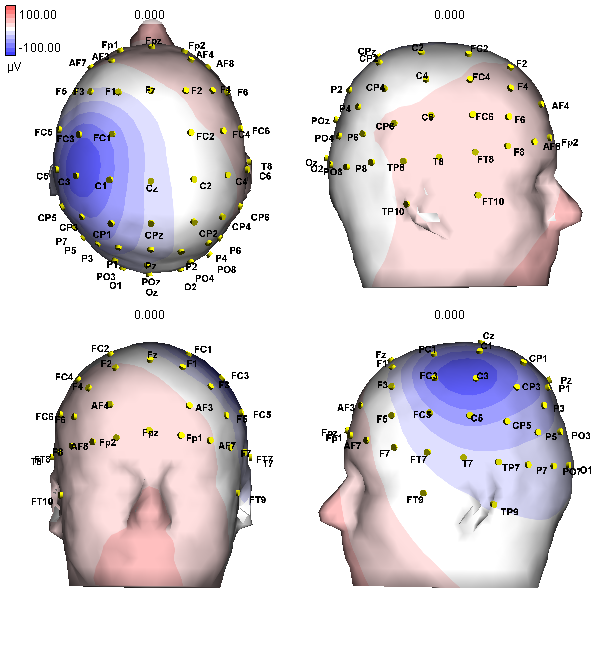 100.00
-100.00
µV
0.000
Fp1 Fpz Fp2
AF7 AF3 AF4 AF8
F5 F3 F1 Fz F2 F4 F6
FC5 FC3 FC1 FC2 FC4 FC6
T8
C5 C3 C1 Cz C2 C4 C6
CP5 CP3 CP1 CPz CP2 CP4 CP6
P7 P5 P3 P1 Pz P2 P4 P6
PO3 POz PO4 PO8
O1 Oz O2
0.000
CPz C2 FC2
CP2 F2
P2 CP4 C4 FC4 F4
P4 AF4
POz CP6 C6 FC6 F6
PO4 P6 AF8 Fp2
Oz O2 PO8 P8 TP8 T8 FT8 F8
TP10 FT10
0.000
FC2 Fz FC1
F2 F1
FC4 F4 F3 FC3
AF4 AF3
FC6 F6 F5 FC5
AF8 Fp2 Fpz Fp1 AF7
FT8 T8 F8 F7 FT7 T7
FT10 FT9
0.000
Cz
Fz FC1 C1 CP1
F1 P2
F3 FC3 C3 CP3 P1
AF3 P3
F5 FC5 C5 CP5 P5 PO3
Fpz Fp1 AF7
F7 FT7 T7 TP7 P7 PO7 O1
FT9 TP9